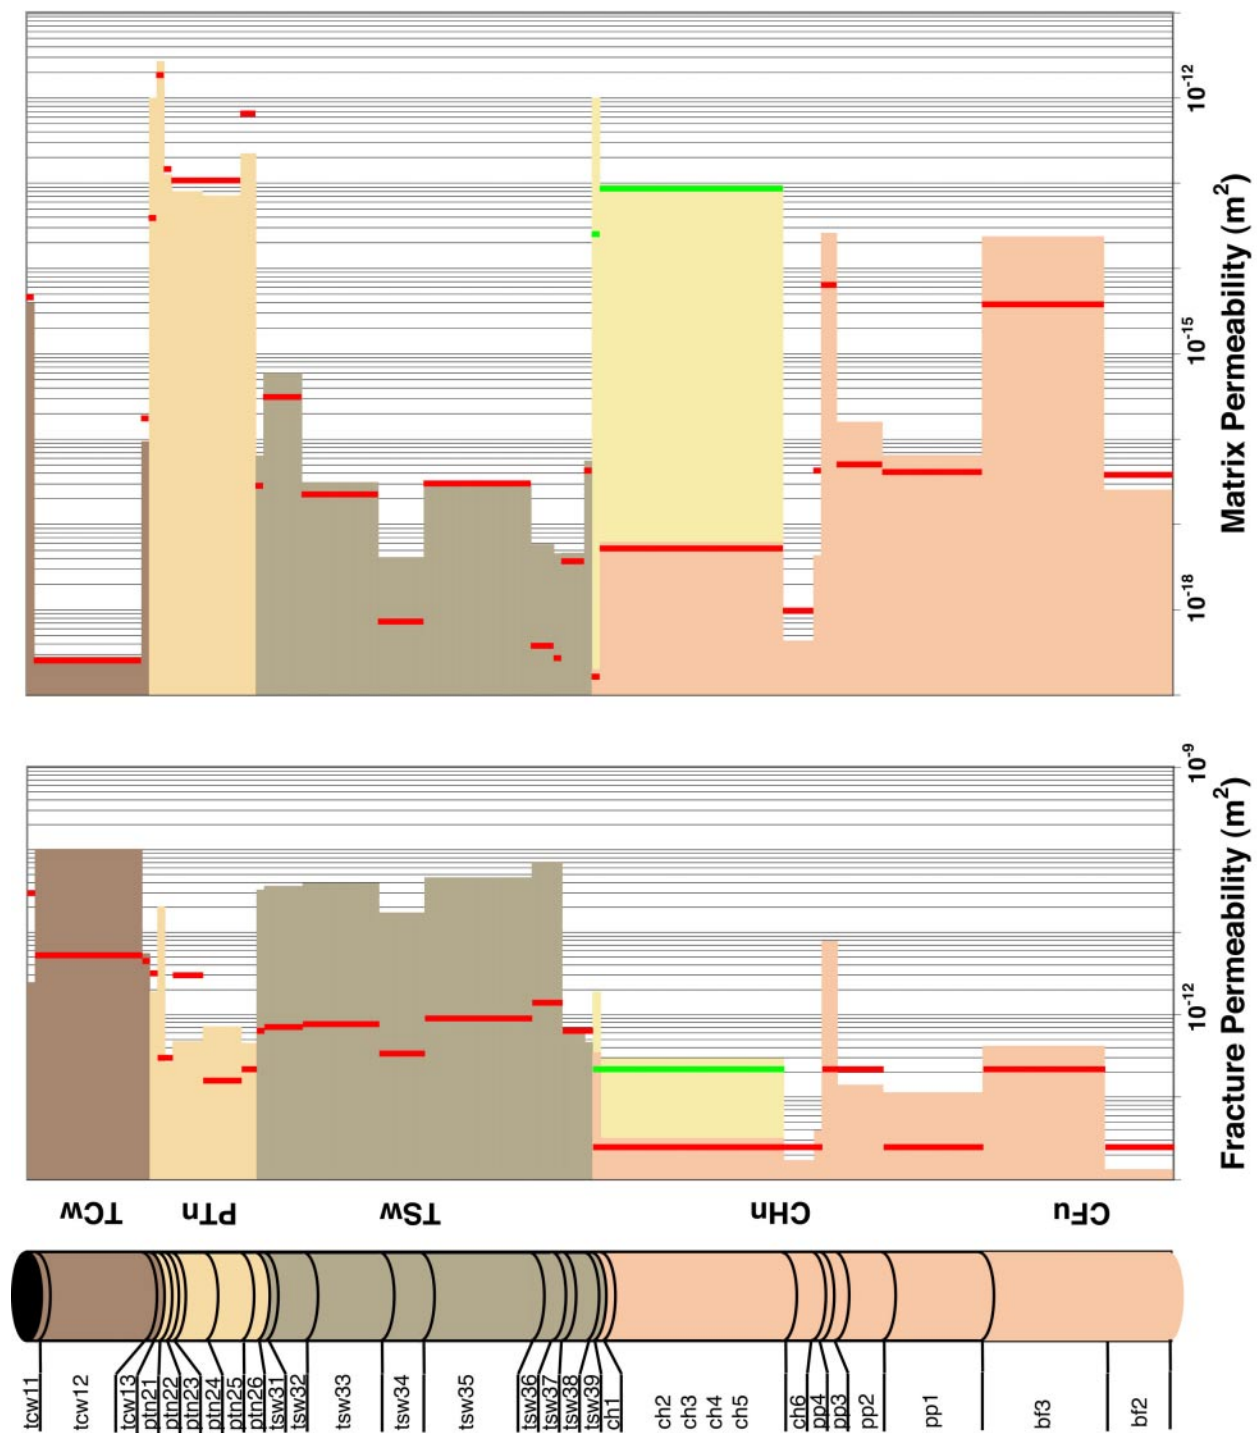 10⁻¹²
10⁻¹⁵
10⁻¹⁸
Matrix Permeability (m²)
10⁻⁹
10⁻¹²
Fracture Permeability (m²)
TCw
PTn
TSw
CHn
CFu
tcw11
tcw12
tcw13
ptn21
ptn22
ptn23
ptn24
ptn25
ptn26
tsw31
tsw32
tsw33
tsw34
tsw35
tsw36
tsw37
tsw38
tsw39
ch1
ch2
ch3
ch4
ch5
ch6
pp4
pp3
pp2
pp1
bf3
bf2